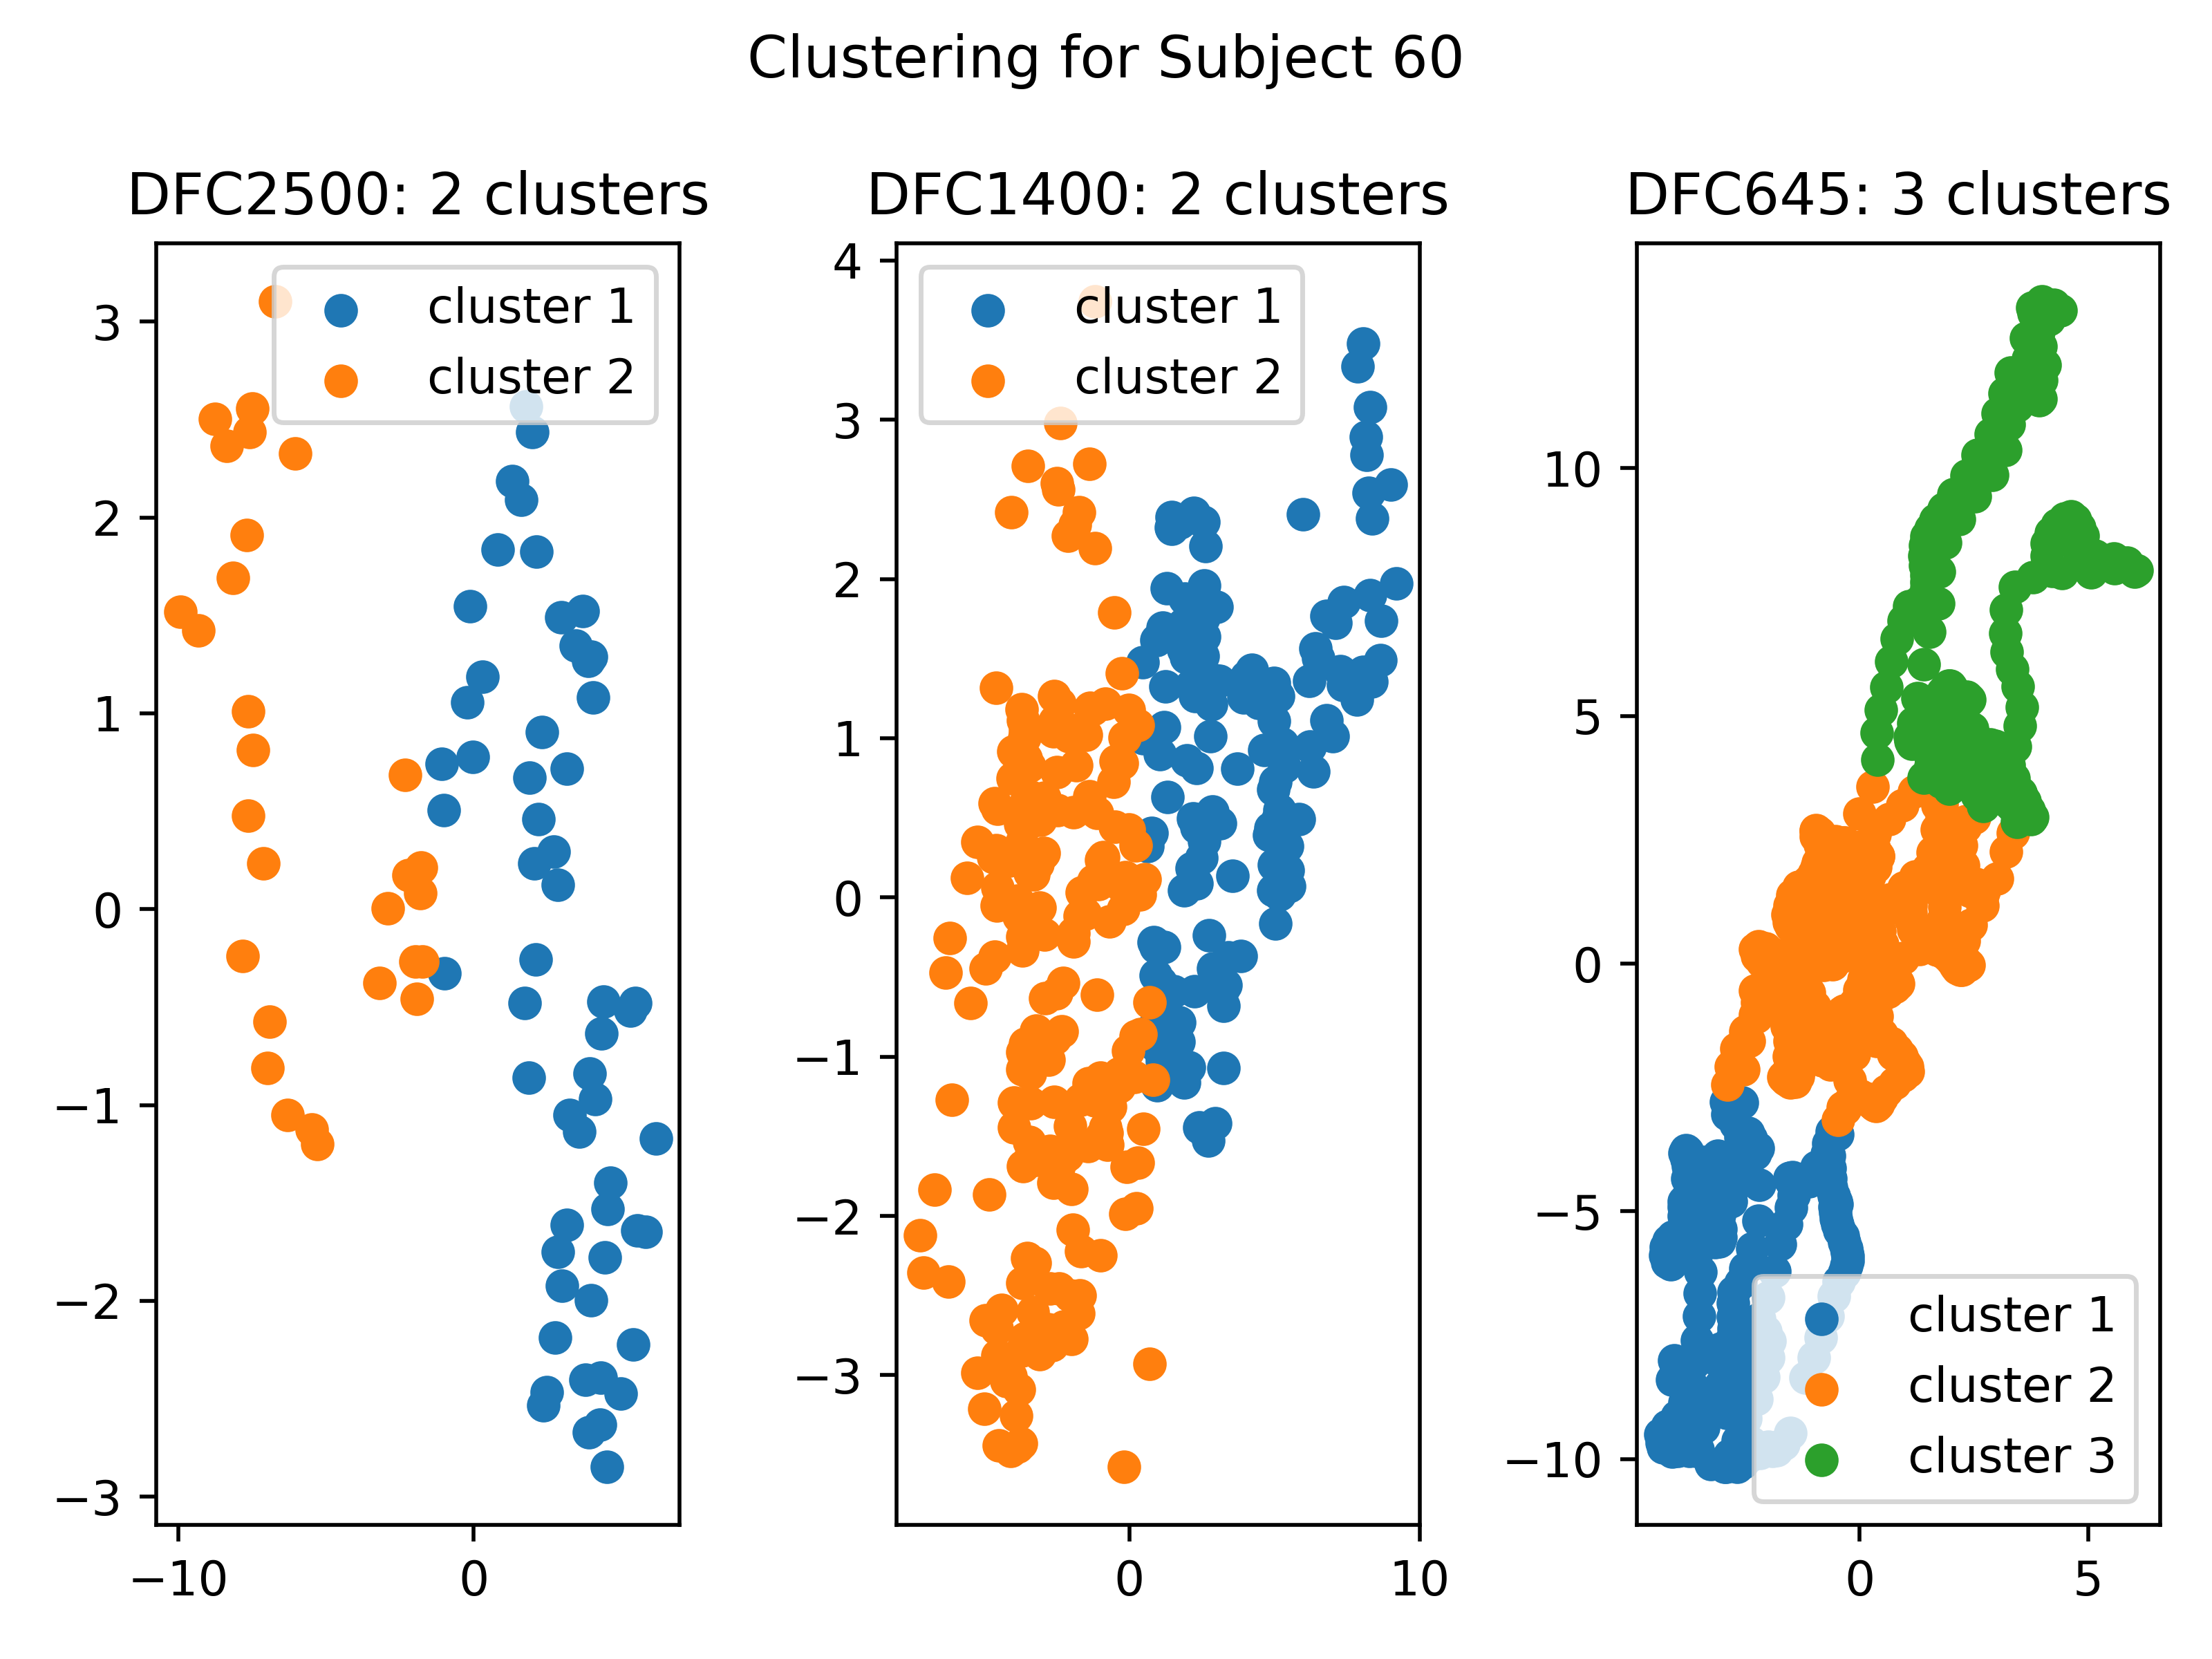 Clustering for Subject 60
DFC2500: 2 clusters
cluster 1
cluster 2
3
2
1
0
−1
−2
−3
−10
0
DFC1400: 2 clusters
cluster 1
cluster 2
4
3
2
1
0
−1
−2
−3
0
10
DFC645: 3 clusters
10
5
0
−5
−10
cluster 1
cluster 2
cluster 3
0
5